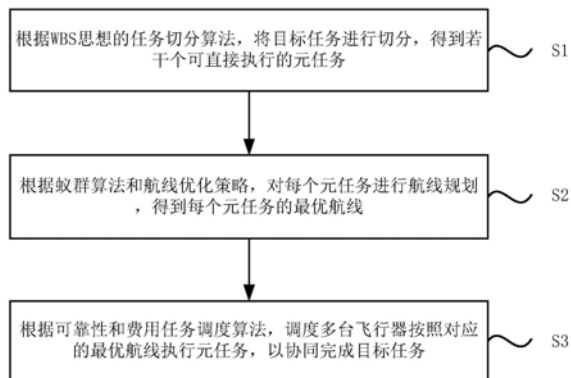 根据WBS思想的任务切分算法，将目标任务进行切分，得到若
干个可直接执行的元任务
S1
根据蚁群算法和航线优化策略，对每个元任务进行航线规划
，得到每个元任务的最优航线
S2
根据可靠性和费用任务调度算法，调度多台飞行器按照对应
的最优航线执行元任务，以协同完成目标任务
S3